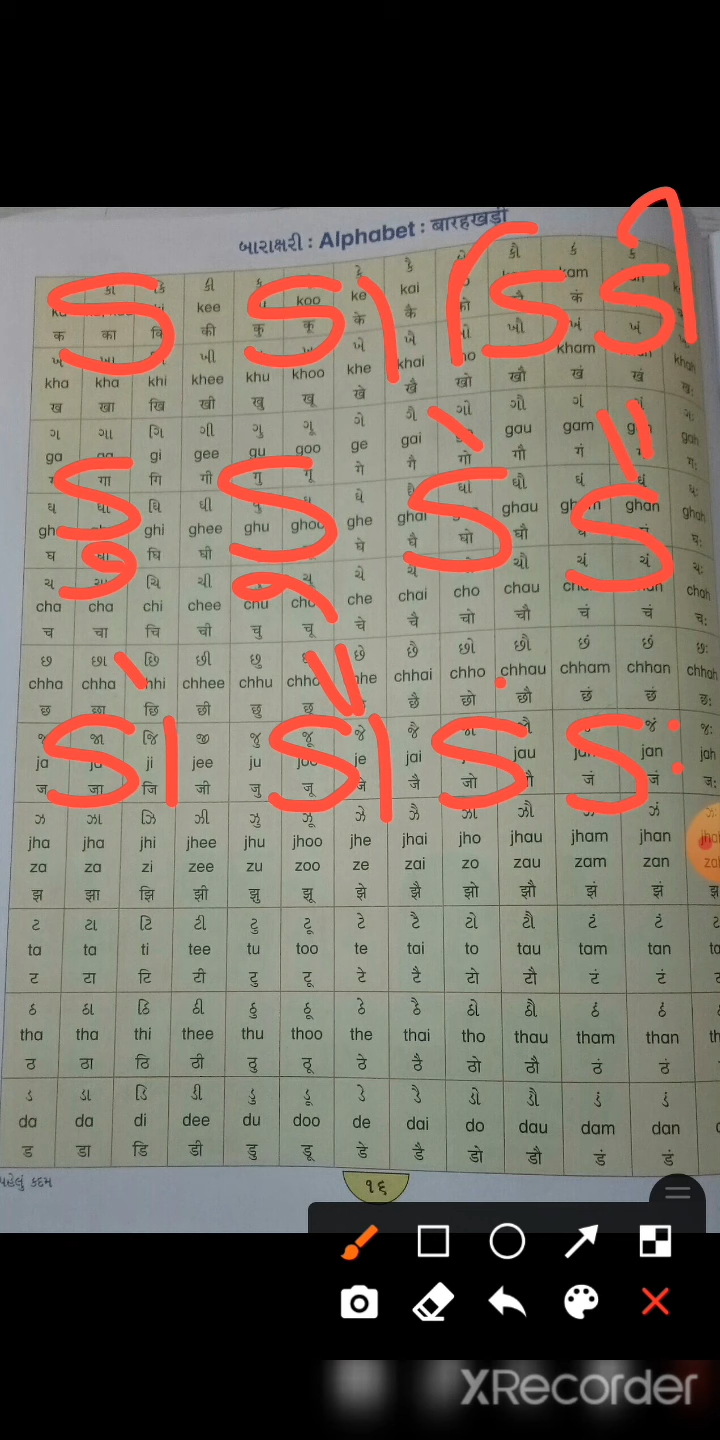 બારાક્ષરી : Alphabet : बारहखड़ी
ડ ડા ડિ ડી
કી કે કૈ કૌ કં
kee koo ke kai kam
क का की कु कू के कै कं
ખી ખે ખૈ ખૌ ખં ખં
kha kha khi khee khu khoo khe khai kham khah
ख खा खि खी खु खू खे खै खो खौ खं खं खः
ગ ગા ગિ ગી ગુ ગૂ ગે ગૈ ગો ગૌ ગં ગઃ
ga gi gee gu goo ge gai gau gam gah
गा गि गी गु गू गे गै गो गौ गं गः
ડુ ડૂ ડે ડૈ
ઘ ઘા ઘિ ઘી ઘે ઘૌ ઘં ઘઃ
ghi ghee ghu ghe ghai ghau ghan ghah
घ घि घी घे घै घो घौ घः
ચ ચિ ચી ચૂ ચે ચૈ ચૌ ચં ચં ચઃ
cha cha chi chee chu che chai cho chau chah
च चा चि ची चु चू चे चै चो चौ चं चं चः
છ છા છિ છી છુ છે છૈ છો છૌ છં છં છઃ
chha chha chhee chhu chhai chho chhau chham chhan chhah
छ छा छि छी छु छू छै छो छौ छं छं छः
ડો ડૌ ડં ડઃ
જ જા જિ જી જુ જૂ જે જૈ જં જઃ
ja ji jee ju je jai jau jan jah
ज जा जि जी जु जू जे जै जो जं जं जः
ઝ ઝા ઝિ ઝી ઝુ ઝૂ ઝે ઝૈ ઝો ઝૌ ઝં
jha jha jhi jhee jhu jhoo jhe jhai jho jhau jham jhan
za za zi zee zu zoo ze zai zo zau zam zan
झ झा झि झी झु झू झे झै झो झौ झं झं
ટ ટા ટિ ટી ટુ ટૂ ટે ટૈ ટો ટૌ ટં ટં
ta ta ti tee tu too te tai to tau tam tan
ट टा टि टी टु टू टे टै टो टौ टं टं
ઠ ઠા ઠિ ઠી ઠુ ઠૂ ઠે ઠૈ ઠો ઠૌ ઠં ઠં
tha tha thi thee thu thoo the thai tho thau tham than
ठ ठा ठि ठी ठु ठू ठे ठै ठो ठौ ठं ठं
ડ ડા ડિ ડી ડુ ડૂ ડે ડૈ ડો ડૌ ડં ડં
da da di dee du doo de dai do dau dam dan
ड डा डि डी डु डू डे डै डो डौ डं डं
પહેલું કદમ
૧૬
XRecorder